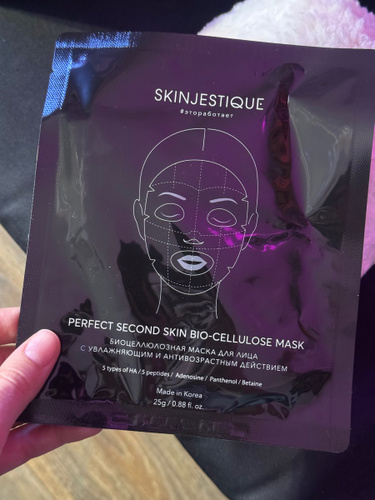 SKINJESTIQUE
#этоработает
PERFECT SECOND SKIN BIO-CELLULOSE MASK
БИОЦЕЛЛЮЛОЗНАЯ МАСКА ДЛЯ ЛИЦА
С УВЛАЖНЯЮЩИМ И АНТИВОЗРАСТНЫМ ДЕЙСТВИЕМ
5 types of HA / 5 peptides / Adenosine / Panthenol / Betaine
Made in Korea
25g / 0.88 fl. oz.